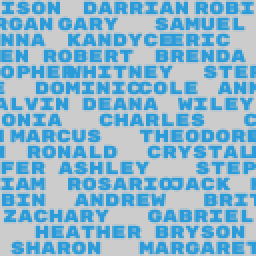 ISON DARRIAN ROBI
RGAN GARY SAMUEL
NNA KANDYCE ERIC
EN ROBERT BRENDA
OPHER WHITNEY STEF
E DOMINIC COLE ANN
ALVIN DEANA WILEY
ONIA CHARLES C
N MARCUS THEODORE
N RONALD CRYSTAL
FER ASHLEY STEP
IAM ROSARIO JACK
BIN ANDREW BRIT
ZACHARY GABRIEL
HEATHER BRYSON
SHARON MARGARET